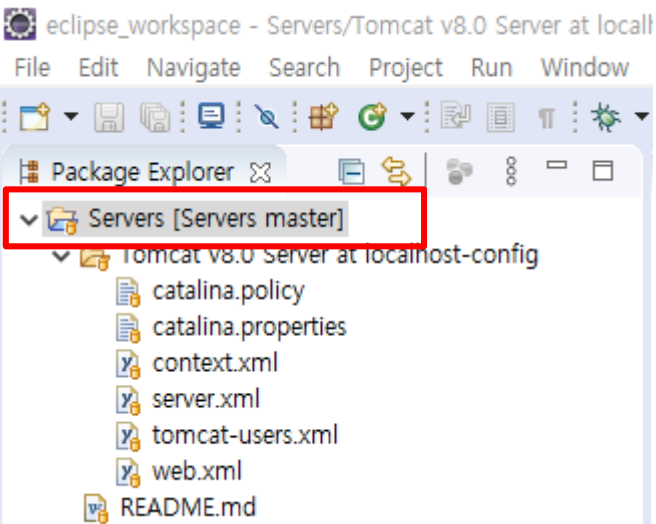 eclipse_workspace - Servers/Tomcat v8.0 Server at local
File Edit Navigate Search Project Run Window
Package Explorer
Servers [Servers master]
Tomcat v8.0 Server at localhost-config
catalina.policy
catalina.properties
context.xml
server.xml
tomcat-users.xml
web.xml
README.md